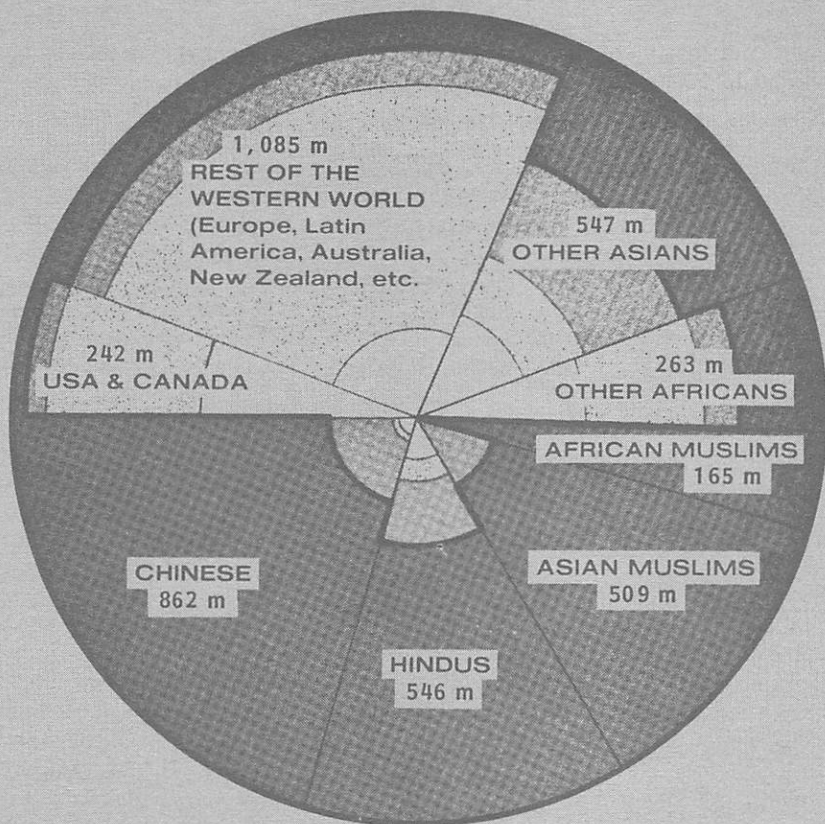 1,085 m
REST OF THE
WESTERN WORLD
(Europe, Latin
America, Australia,
New Zealand, etc.
547 m
OTHER ASIANS
242 m
USA & CANADA
263 m
OTHER AFRICANS
AFRICAN MUSLIMS
165 m
CHINESE
862 m
ASIAN MUSLIMS
509 m
HINDUS
546 m